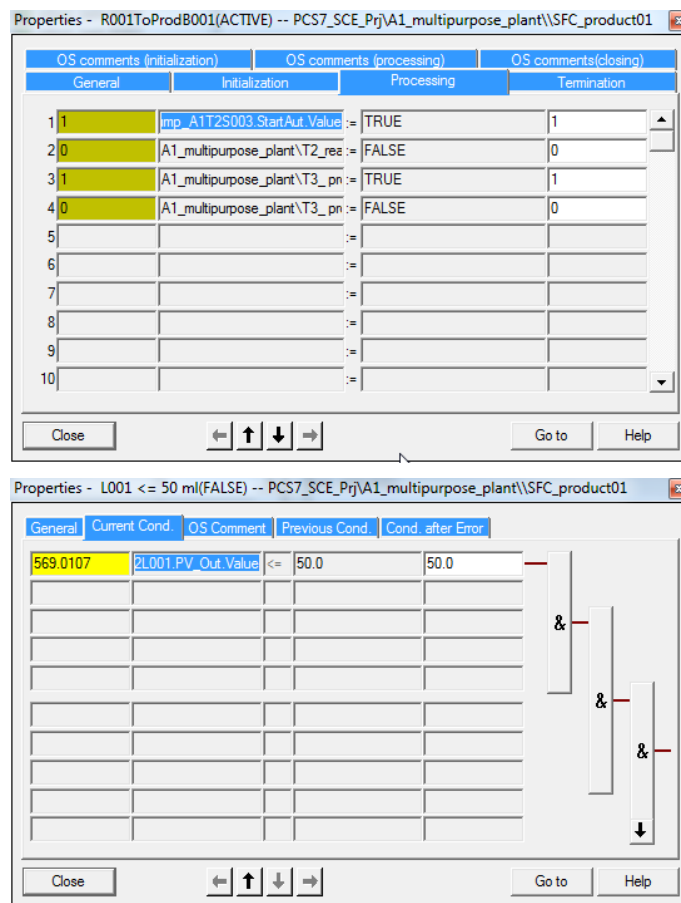 Properties - R001ToProdB001(ACTIVE) -- PCS7_SCE_Prj\A1_multipurpose_plant\\SFC_product01
OS comments (initialization) OS comments (processing) OS comments(closing)
General Initialization Processing Termination
1 1 mp_A1T2S003.StartAut.Value := TRUE 1
2 0 A1_multipurpose_plant\T2_rea := FALSE 0
3 1 A1_multipurpose_plant\T3_ pr := TRUE 1
4 0 A1_multipurpose_plant\T3_ pr := FALSE 0
5 :=
6 :=
7 :=
8 :=
9 :=
10 :=
Close Go to Help
Properties - L001 <= 50 ml(FALSE) -- PCS7_SCE_Prj\A1_multipurpose_plant\\SFC_product01
General Current Cond. OS Comment Previous Cond. Cond. after Error
569.0107 2L001.PV_Out.Value <= 50.0 50.0
&
&
&
Close Go to Help